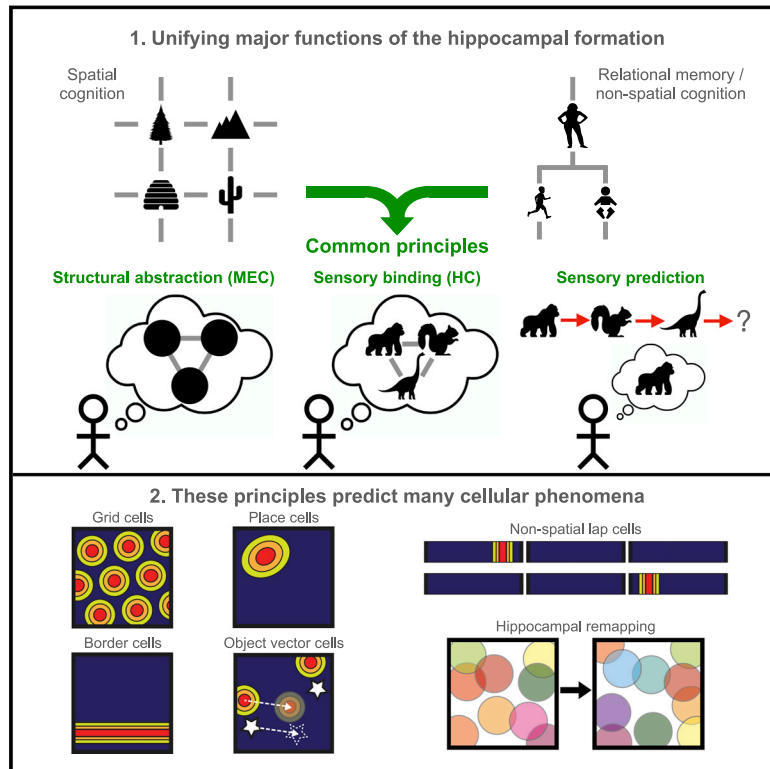 1. Unifying major functions of the hippocampal formation
Spatial
cognition
Relational memory /
non-spatial cognition
Common principles
Structural abstraction (MEC)
Sensory binding (HC)
Sensory prediction
?
2. These principles predict many cellular phenomena
Grid cells
Place cells
Non-spatial lap cells
Border cells
Object vector cells
Hippocampal remapping